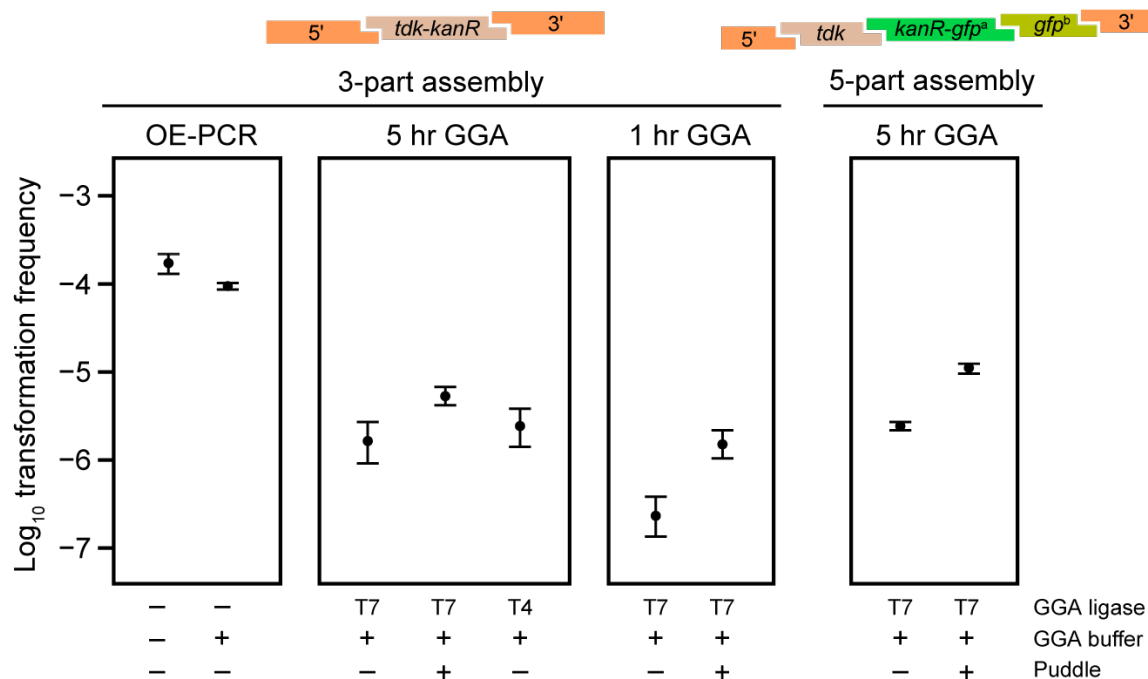 5' tdk-kanR 3'
5' tdk kanR-gfpᵃ gfpᵇ 3'
3-part assembly 5-part assembly
OE-PCR 5 hr GGA 1 hr GGA 5 hr GGA
Log₁₀ transformation frequency
−3
−4
−5
−6
−7
− − T7 T7 T4 T7 T7 T7 T7 GGA ligase
− + + + + + + + + GGA buffer
− − − + − − + − + Puddle